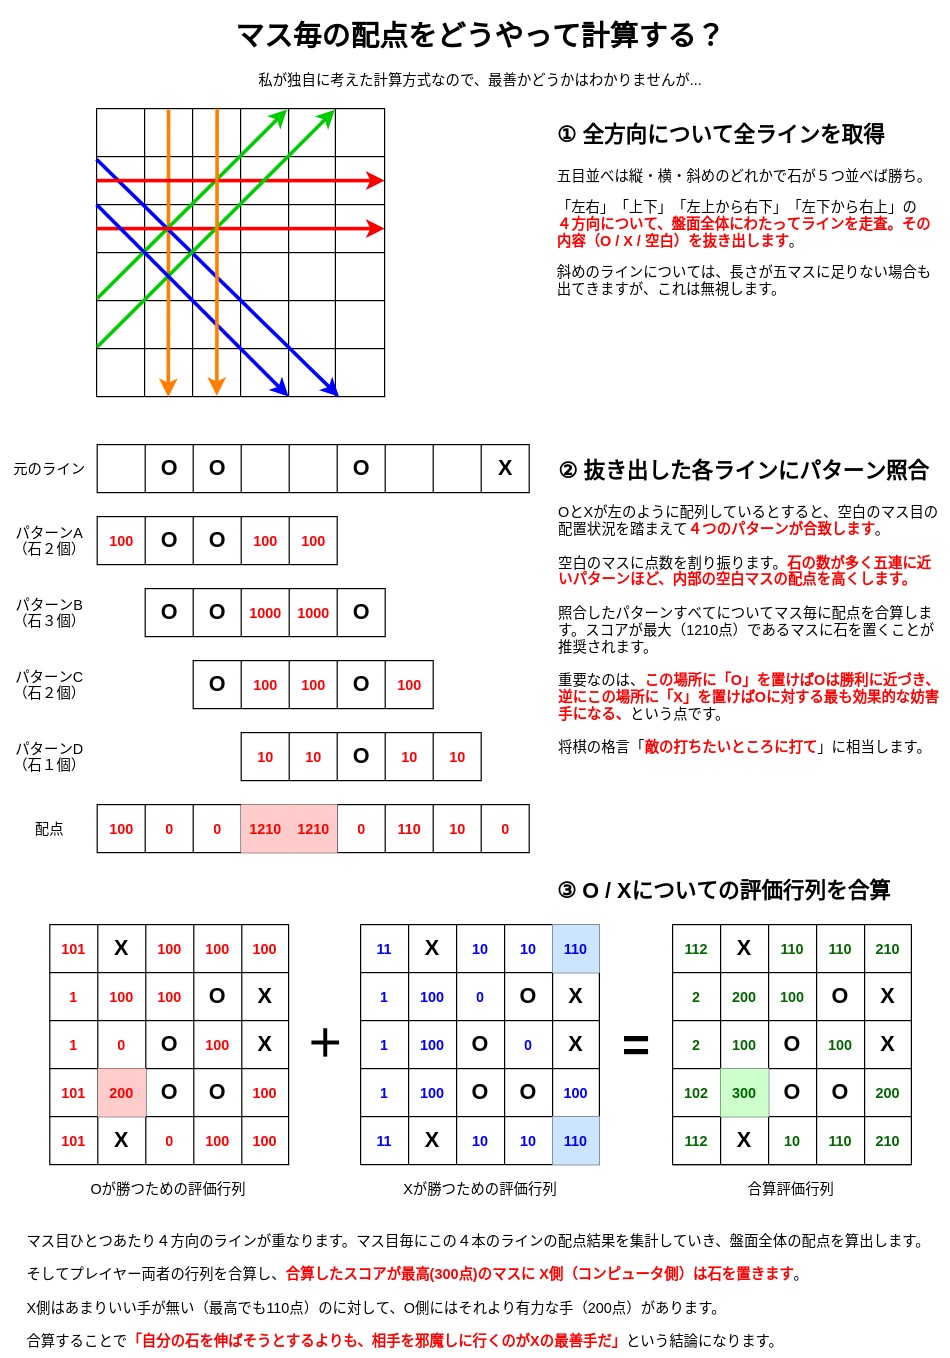 マス毎の配点をどうやって計算する？
私が独自に考えた計算方式なので、最善かどうかはわかりませんが...
① 全方向について全ラインを取得
五目並べは縦・横・斜めのどれかで石が５つ並べば勝ち。
「左右」「上下」「左上から右下」「左下から右上」の
４方向について、盤面全体にわたってラインを走査。その
内容（O / X / 空白）を抜き出します。
斜めのラインについては、長さが五マスに足りない場合も
出てきますが、これは無視します。
元のライン
O O O X
パターンA
（石２個）
100 O O 100 100
パターンB
（石３個）
O O 1000 1000 O
パターンC
（石２個）
O 100 100 O 100
パターンD
（石１個）
10 10 O 10 10
配点
100 0 0 1210 1210 0 110 10 0
② 抜き出した各ラインにパターン照合
OとXが左のように配列しているとすると、空白のマス目の
配置状況を踏まえて４つのパターンが合致します。
空白のマスに点数を割り振ります。石の数が多く五連に近
いパターンほど、内部の空白マスの配点を高くします。
照合したパターンすべてについてマス毎に配点を合算しま
す。スコアが最大（1210点）であるマスに石を置くことが
推奨されます。
重要なのは、この場所に「O」を置けばOは勝利に近づき、
逆にこの場所に「X」を置けばOに対する最も効果的な妨害
手になる、という点です。
将棋の格言「敵の打ちたいところに打て」に相当します。
③ O / Xについての評価行列を合算
101 X 100 100 100
1 100 100 O X
1 0 O 100 X
101 200 O O 100
101 X 0 100 100
Oが勝つための評価行列
+
11 X 10 10 110
1 100 0 O X
1 100 O 0 X
1 100 O O 100
11 X 10 10 110
Xが勝つための評価行列
=
112 X 110 110 210
2 200 100 O X
2 100 O 100 X
102 300 O O 200
112 X 10 110 210
合算評価行列
マス目ひとつあたり４方向のラインが重なります。マス目毎にこの４本のラインの配点結果を集計していき、盤面全体の配点を算出します。
そしてプレイヤー両者の行列を合算し、合算したスコアが最高(300点)のマスに X側（コンピュータ側）は石を置きます。
X側はあまりいい手が無い（最高でも110点）のに対して、O側にはそれより有力な手（200点）があります。
合算することで「自分の石を伸ばそうとするよりも、相手を邪魔しに行くのがXの最善手だ」という結論になります。